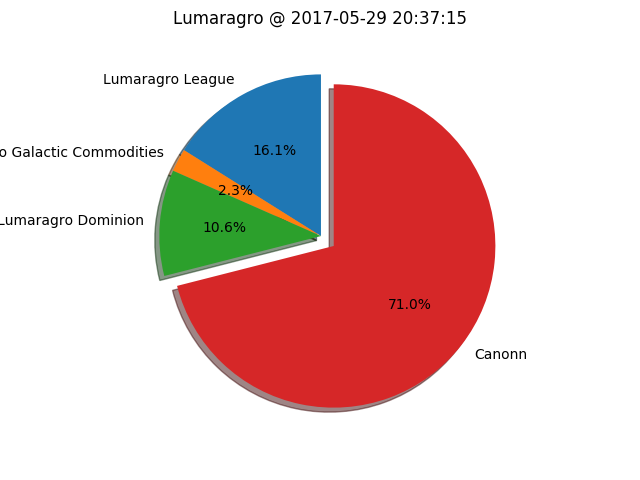 Lumaragro @ 2017-05-29 20:37:15
Lumaragro League
16.1%
o Galactic Commodities
2.3%
Lumaragro Dominion
10.6%
71.0%
Canonn